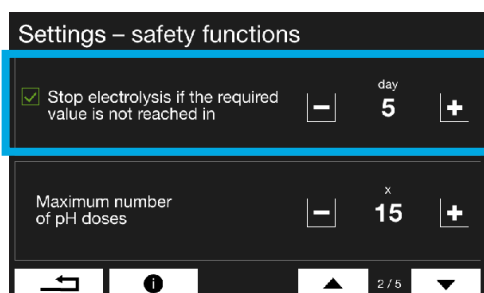 Settings – safety functions
Stop electrolysis if the required
value is not reached in
day
– 5 +
Maximum number
of pH doses
x
– 15 +
2 / 5